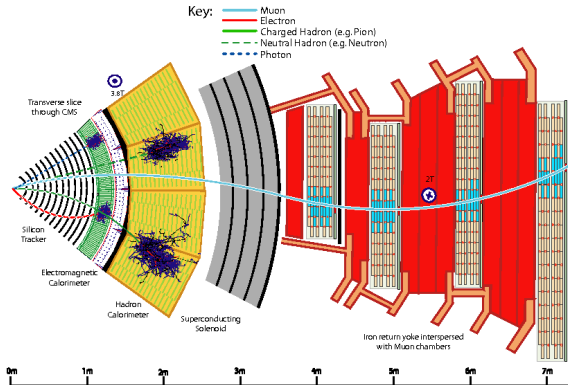 Key:
Muon
Electron
Charged Hadron (e.g. Pion)
Neutral Hadron (e.g. Neutron)
Photon
3.8T
Transverse slice
through CMS
2T
Silicon
Tracker
Electromagnetic
Calorimeter
Hadron
Calorimeter
Superconducting
Solenoid
Iron return yoke interspersed
with Muon chambers
0m 1m 2m 3m 4m 5m 6m 7m